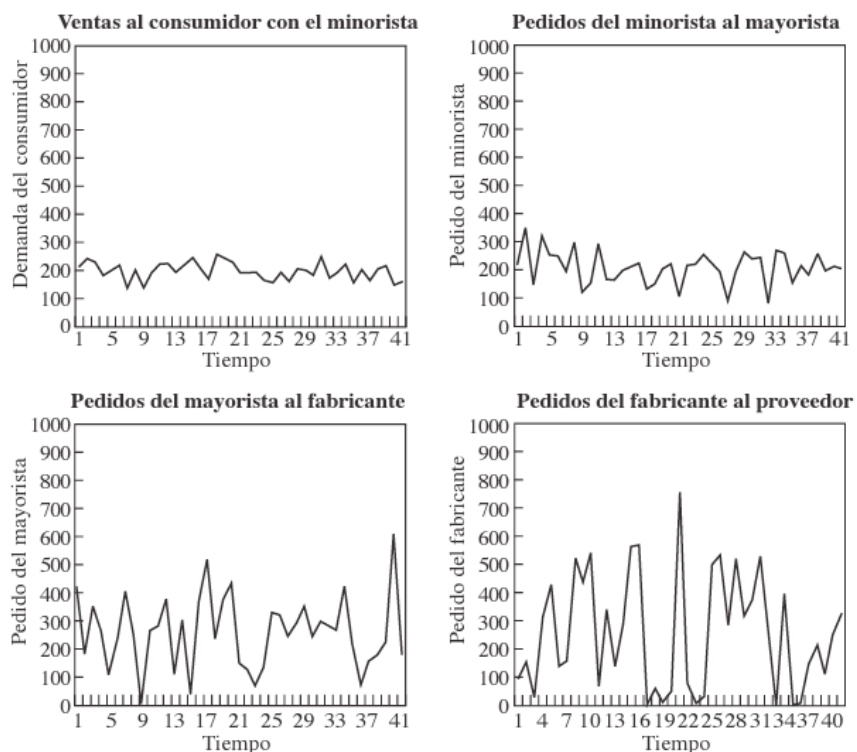 Ventas al consumidor con el minorista
Demanda del consumidor
1000
900
800
700
600
500
400
300
200
100
0
1 5 9 13 17 21 25 29 33 37 41
Tiempo
Pedidos del minorista al mayorista
Pedido del minorista
1000
900
800
700
600
500
400
300
200
100
0
1 5 9 13 17 21 25 29 33 37 41
Tiempo
Pedidos del mayorista al fabricante
Pedido del mayorista
1000
900
800
700
600
500
400
300
200
100
0
1 5 9 13 17 21 25 29 33 37 41
Tiempo
Pedidos del fabricante al proveedor
Pedido del fabricante
1000
900
800
700
600
500
400
300
200
100
0
1 4 7 10 13 16 19 22 25 28 31 34 37 40
Tiempo